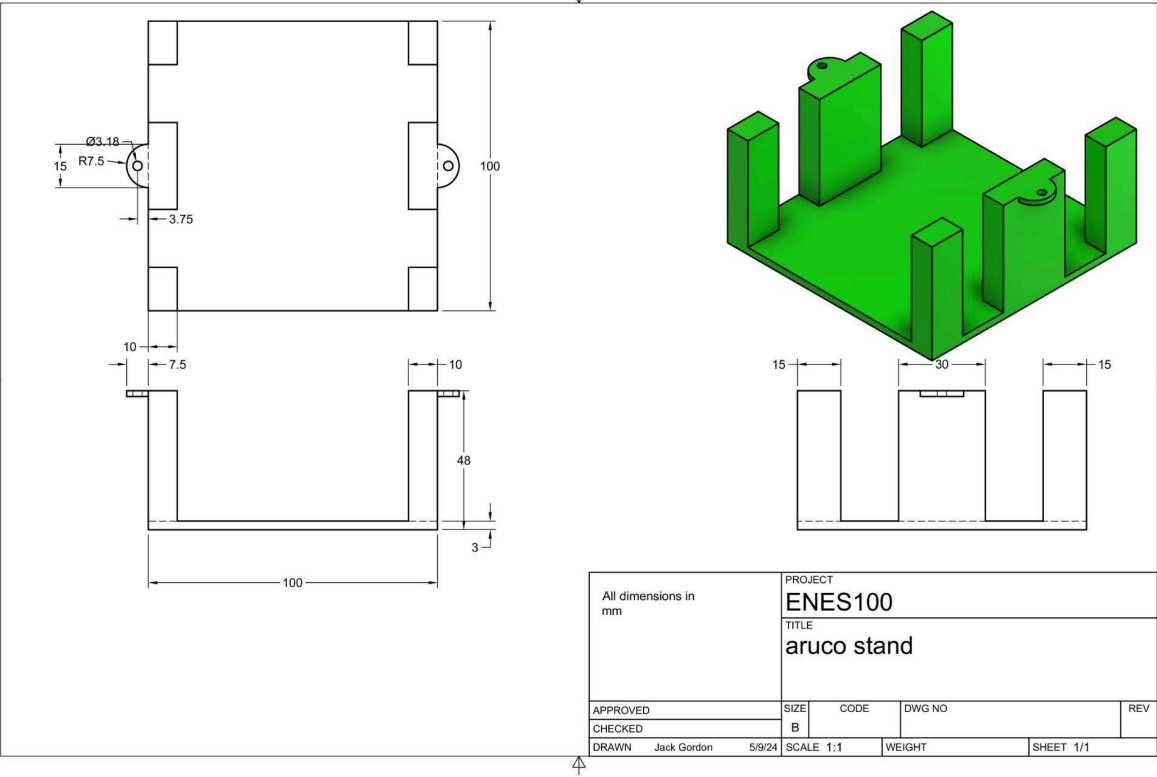 Ø3.18
15
R7.5
3.75
100
10
7.5
10
48
3
100
15
30
15
All dimensions in
mm
PROJECT
ENES100
TITLE
aruco stand
APPROVED
CHECKED
DRAWN Jack Gordon 5/9/24
SIZE
B
CODE
DWG NO
REV
SCALE 1:1
WEIGHT
SHEET 1/1